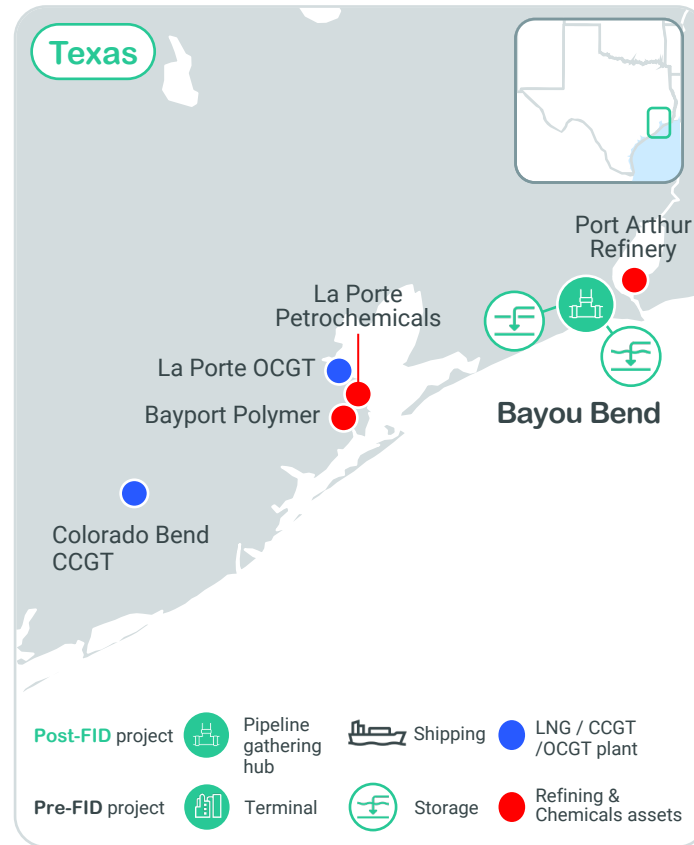 Texas
Port Arthur
Refinery
La Porte
Petrochemicals
La Porte OCGT
Bayport Polymer
Bayou Bend
Colorado Bend
CCGT
Post-FID project
Pipeline
gathering
hub
Shipping
LNG / CCGT
/OCGT plant
Pre-FID project
Terminal
Storage
Refining &
Chemicals assets